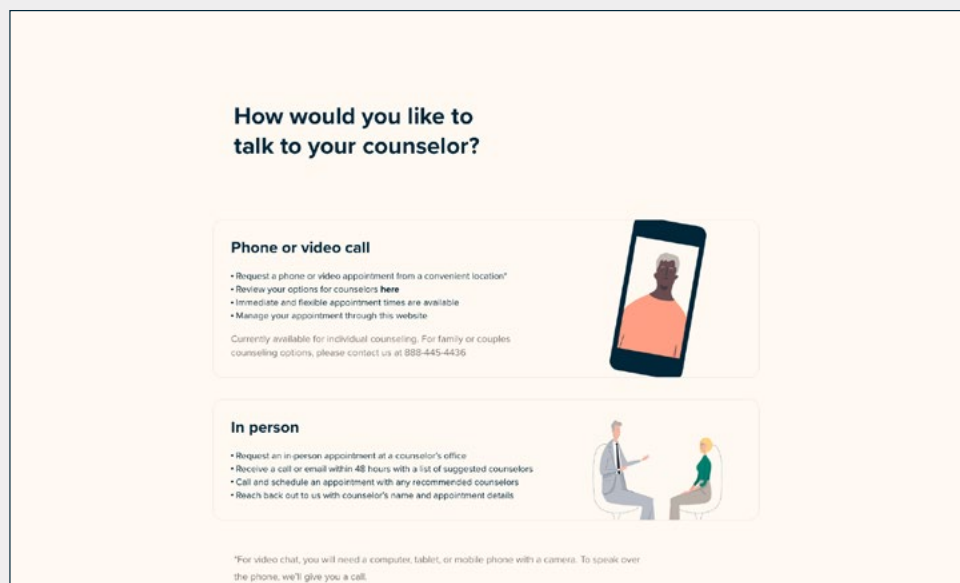 How would you like to
talk to your counselor?
Phone or video call
• Request a phone or video appointment from a convenient location*
• Review your options for counselors here
• Immediate and flexible appointment times are available
• Manage your appointment through this website
Currently available for individual counseling. For family or couples
counseling options, please contact us at 888-445-4436
In person
• Request an in-person appointment at a counselor's office
• Receive a call or email within 48 hours with a list of suggested counselors
• Call and schedule an appointment with any recommended counselors
• Reach back out to us with counselor's name and appointment details
*For video chat, you will need a computer, tablet, or mobile phone with a camera. To speak over
the phone, we'll give you a call.